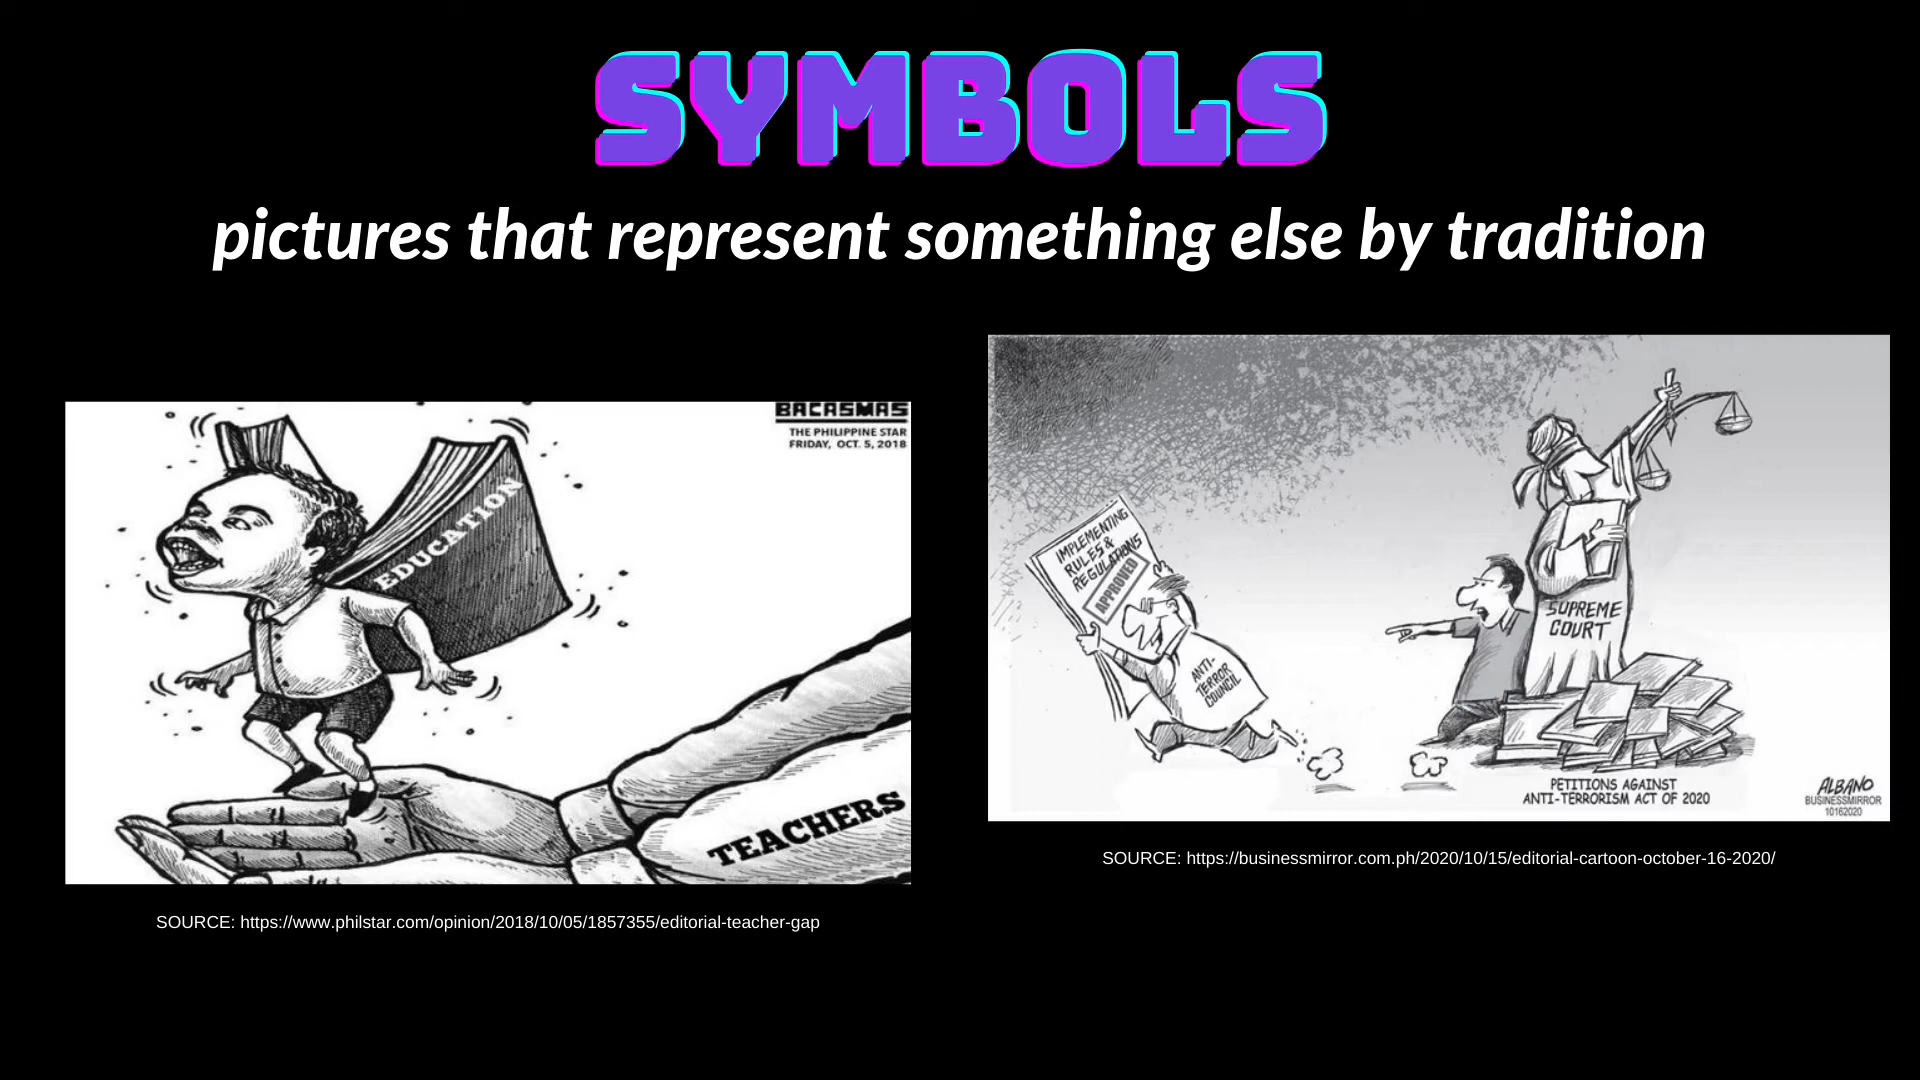 SYMBOLS
pictures that represent something else by tradition
BACASMAS
THE PHILIPPINE STAR
FRIDAY, OCT. 5, 2018
EDUCATION
TEACHERS
SOURCE: https://www.philstar.com/opinion/2018/10/05/1857355/editorial-teacher-gap
IMPLEMENTING
RULES &
REGULATIONS
APPROVED
ANTI-
TERROR
COUNCIL
SUPREME
COURT
PETITIONS AGAINST
ANTI-TERRORISM ACT OF 2020
ALBANO
BUSINESSMIRROR
10162020
SOURCE: https://businessmirror.com.ph/2020/10/15/editorial-cartoon-october-16-2020/